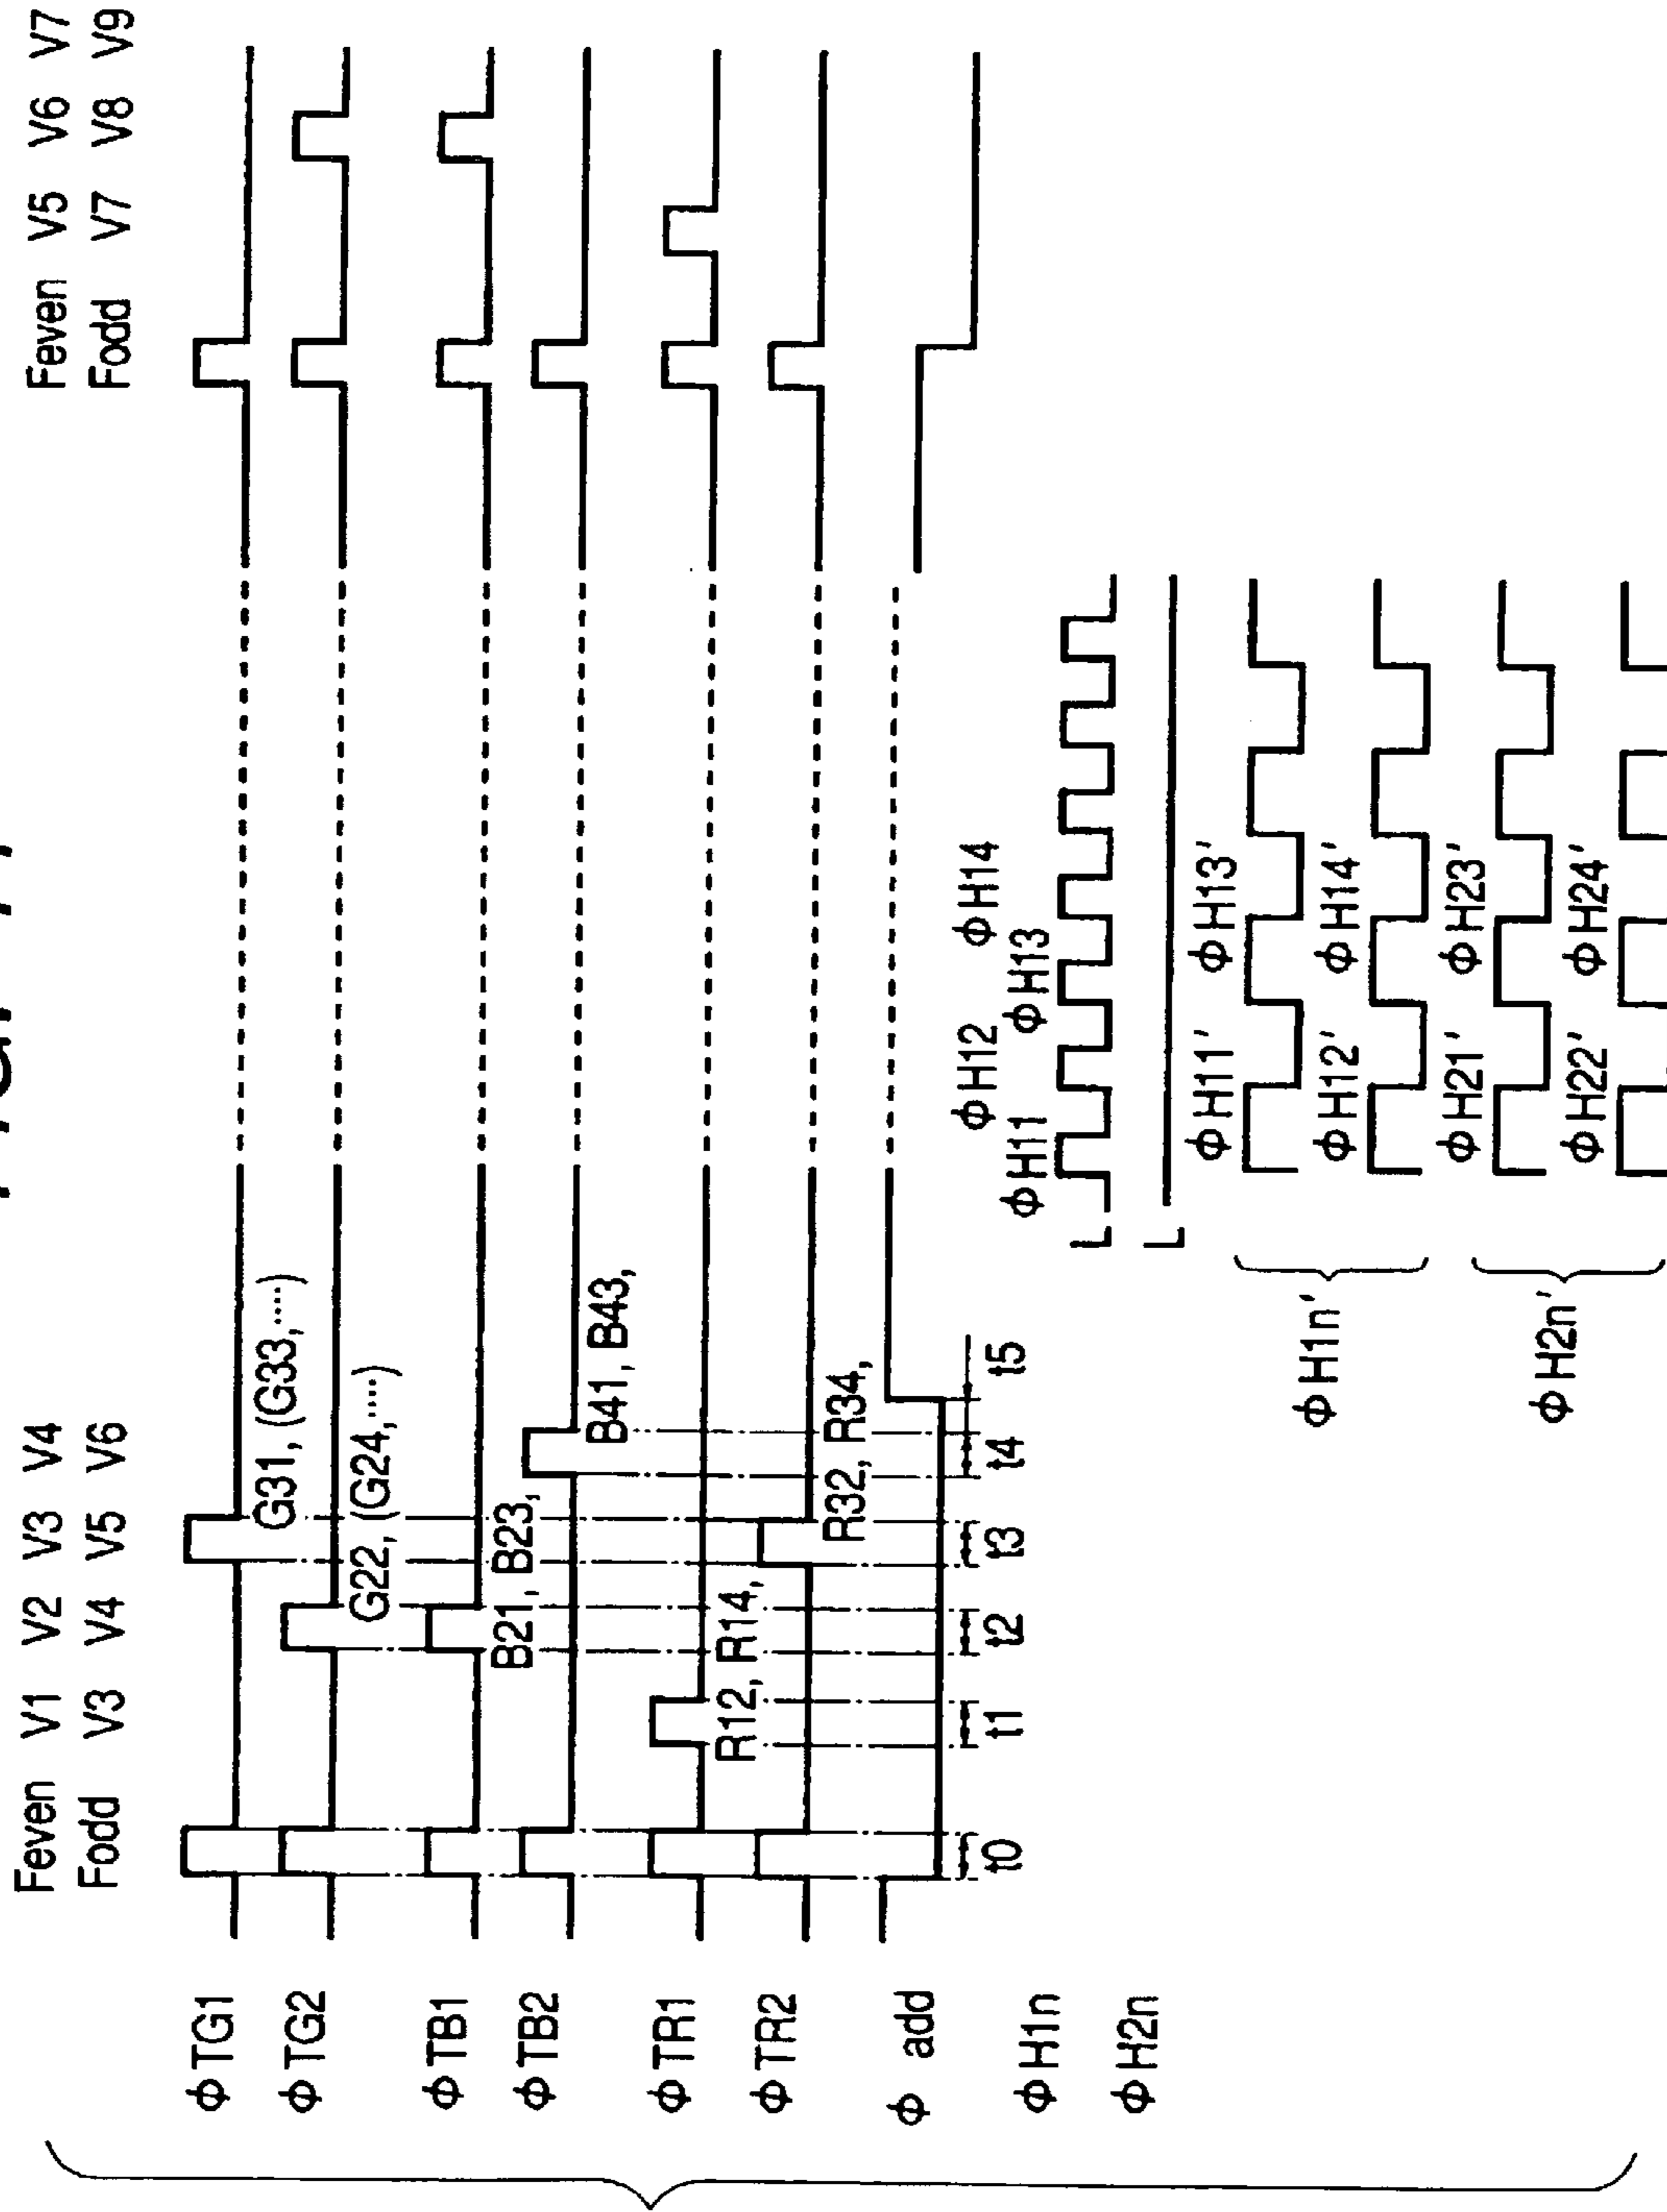 Feven V1 V2 V3 V4
Fodd V3 V4 V5 V6
Feven V5 V6 V7
Fodd V7 V8 V9
φTG1
G31, (G33, ····)
φTG2
G22, (G24, ····)
φTB1
B21, B23,
φTB2
B41, B43,
φTR1
R12, R14,
φTR2
R32, R34,
φ add
t0 t1 t2 t3 t4 t5
φH11 φH12 φH13 φH14
φH1n L
φH2n L
φH1n'
φH11' φH13'
φH12' φH14'
φH2n'
φH21' φH23'
φH22' φH24'